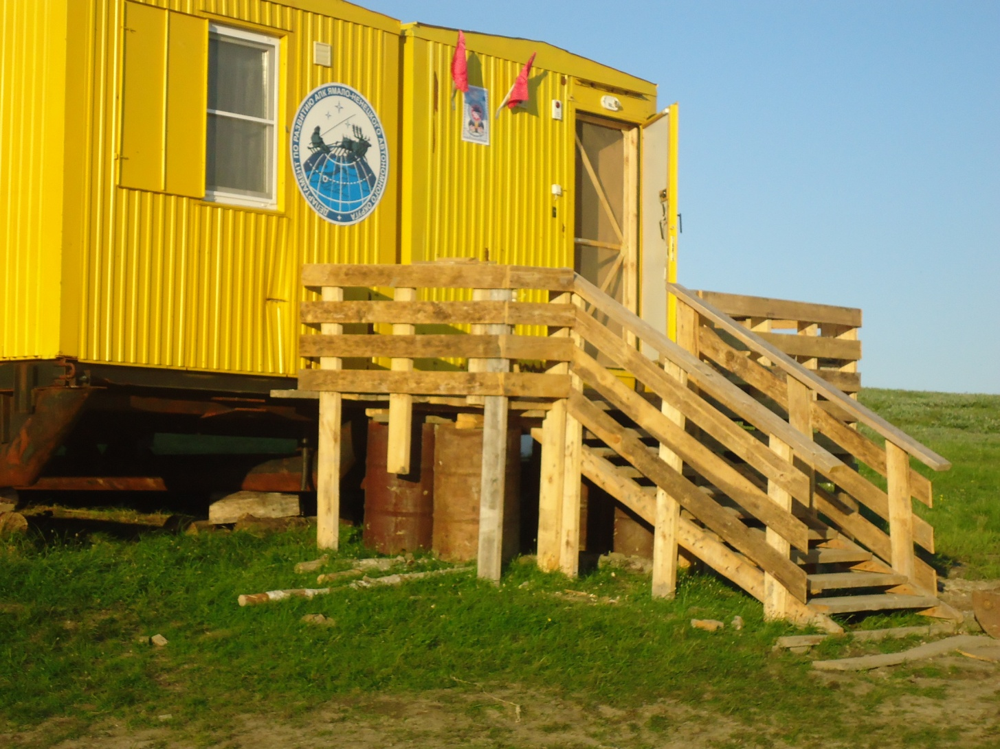 ДЕПАРТАМЕНТ ПО РАЗВИТИЮ АПК ЯМАЛО-НЕНЕЦКОГО АВТОНОМНОГО ОКРУГА